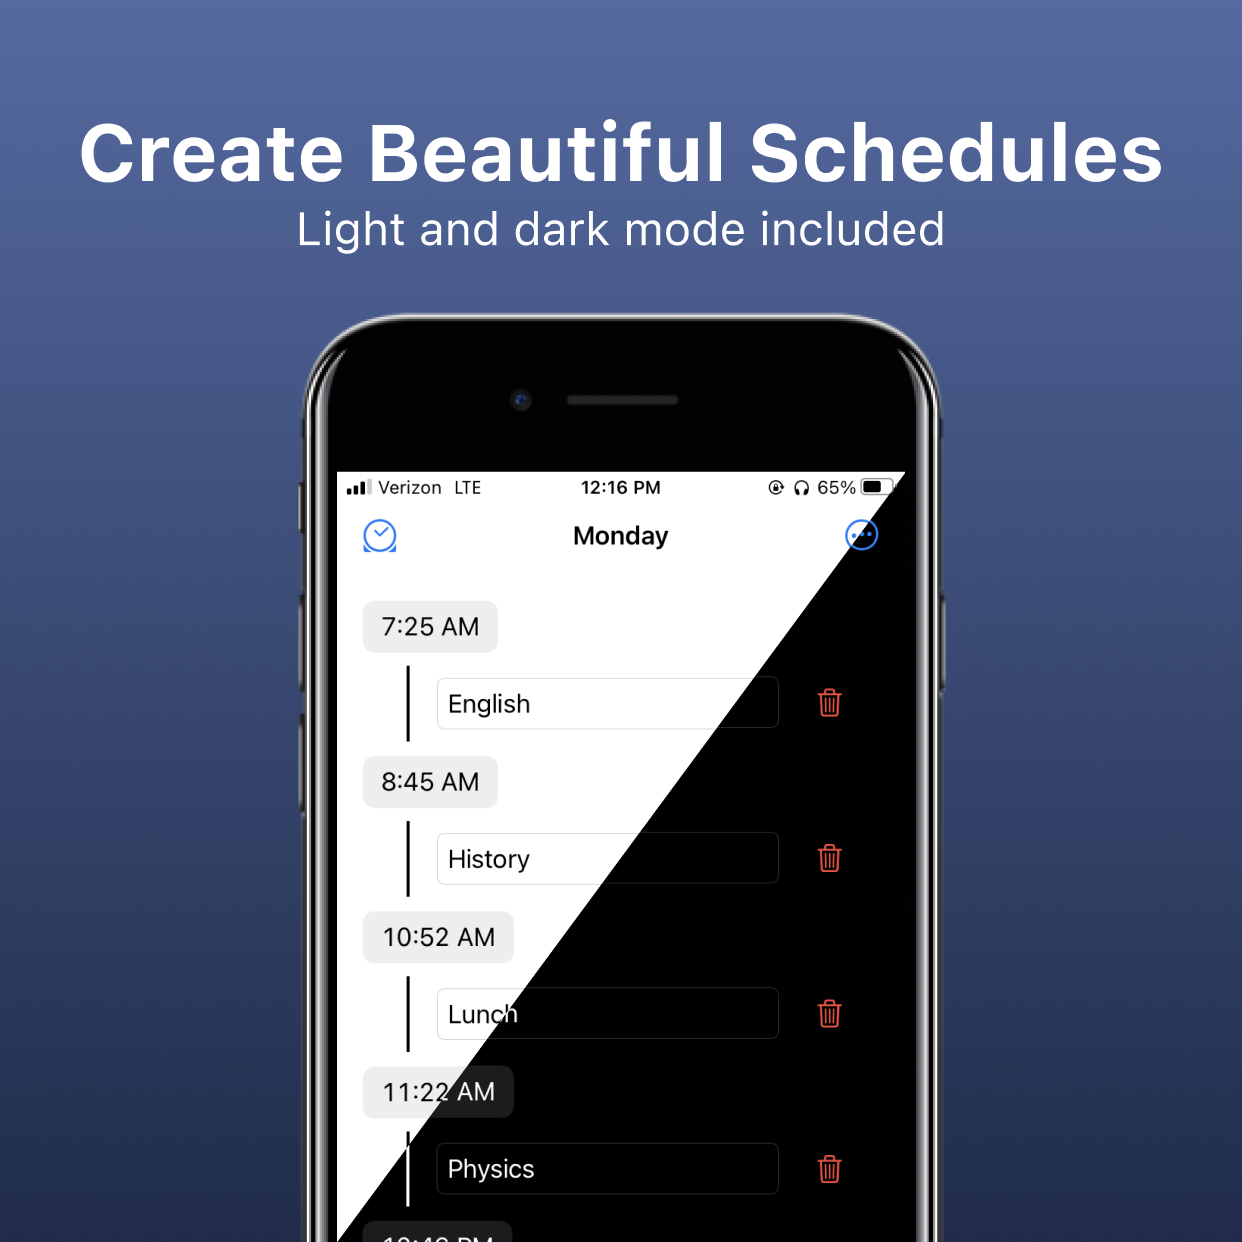 Create Beautiful Schedules
Light and dark mode included
Verizon LTE 12:16 PM 65%
Monday
7:25 AM
English
8:45 AM
History
10:52 AM
Lunch
11:22 AM
Physics